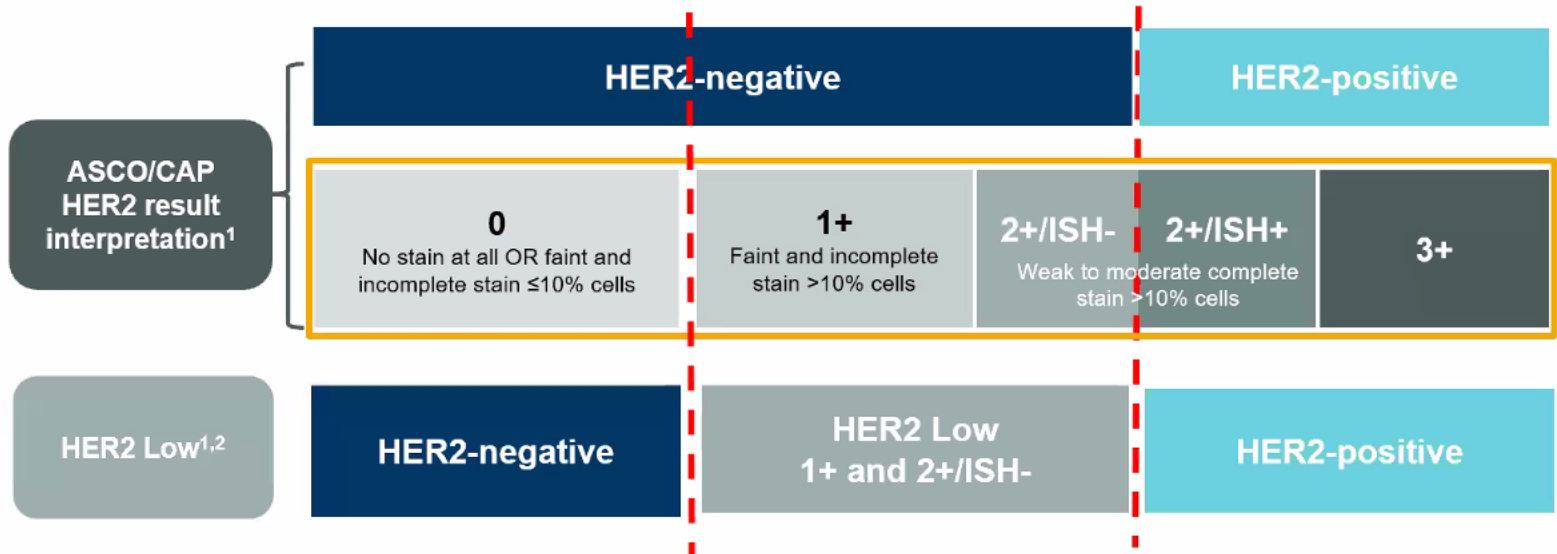 HER2-negative
HER2-positive
ASCO/CAP
HER2 result
interpretation¹
0
No stain at all OR faint and
incomplete stain ≤10% cells
1+
Faint and incomplete
stain >10% cells
2+/ISH-
2+/ISH+
Weak to moderate complete
stain >10% cells
3+
HER2 Low¹,²
HER2-negative
HER2 Low
1+ and 2+/ISH-
HER2-positive